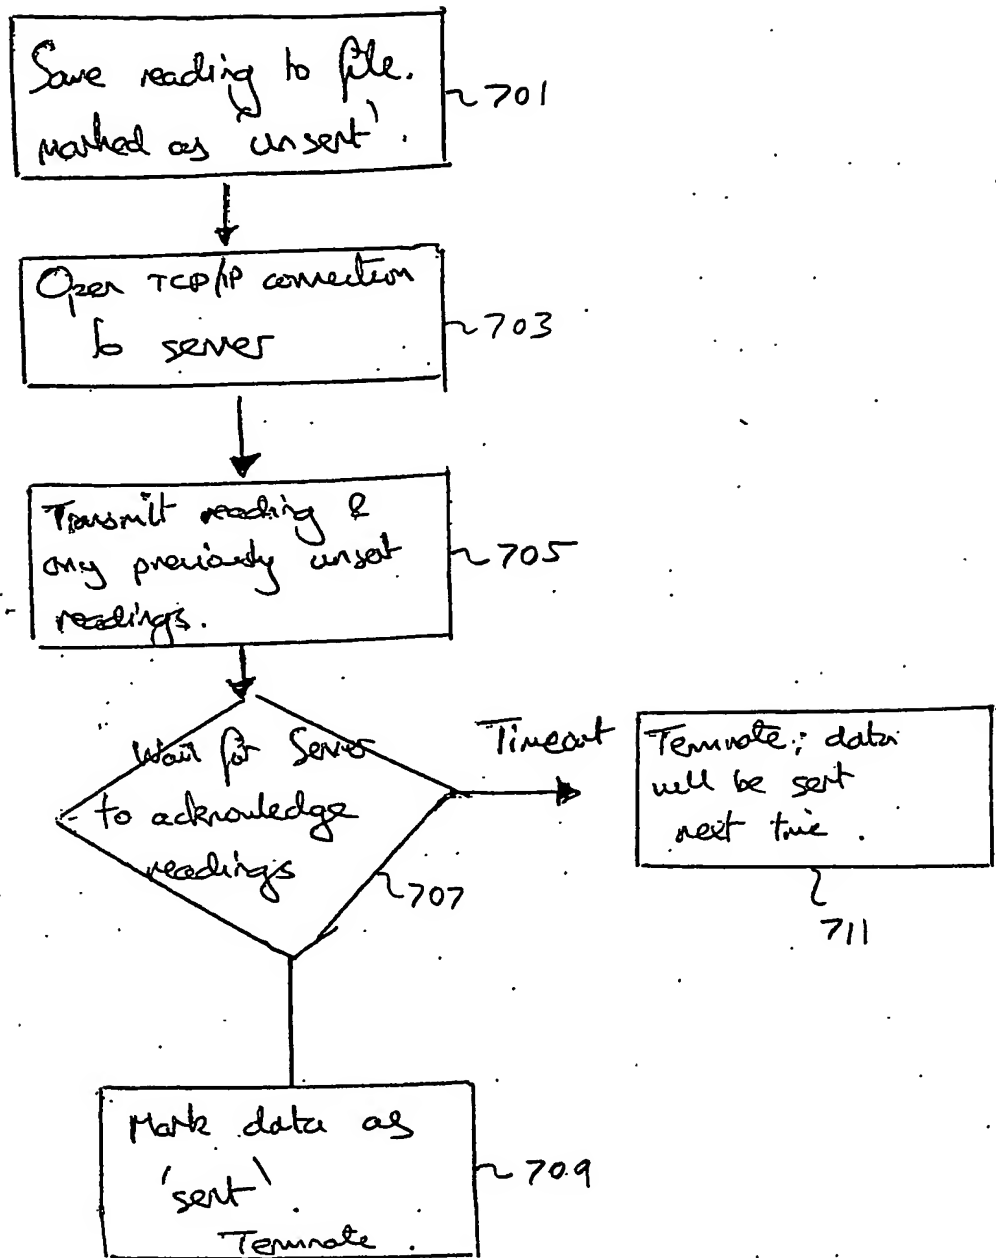 Save reading to file.
marked as 'unsent'.
701
Open TCP/IP connection
to server
703
Transmit reading &
any previously unsent
readings.
705
Wait for Server
to acknowledge
readings
707
Timeout
Terminate; data
will be sent
next time.
711
Mark data as
'sent'.
Terminate.
709